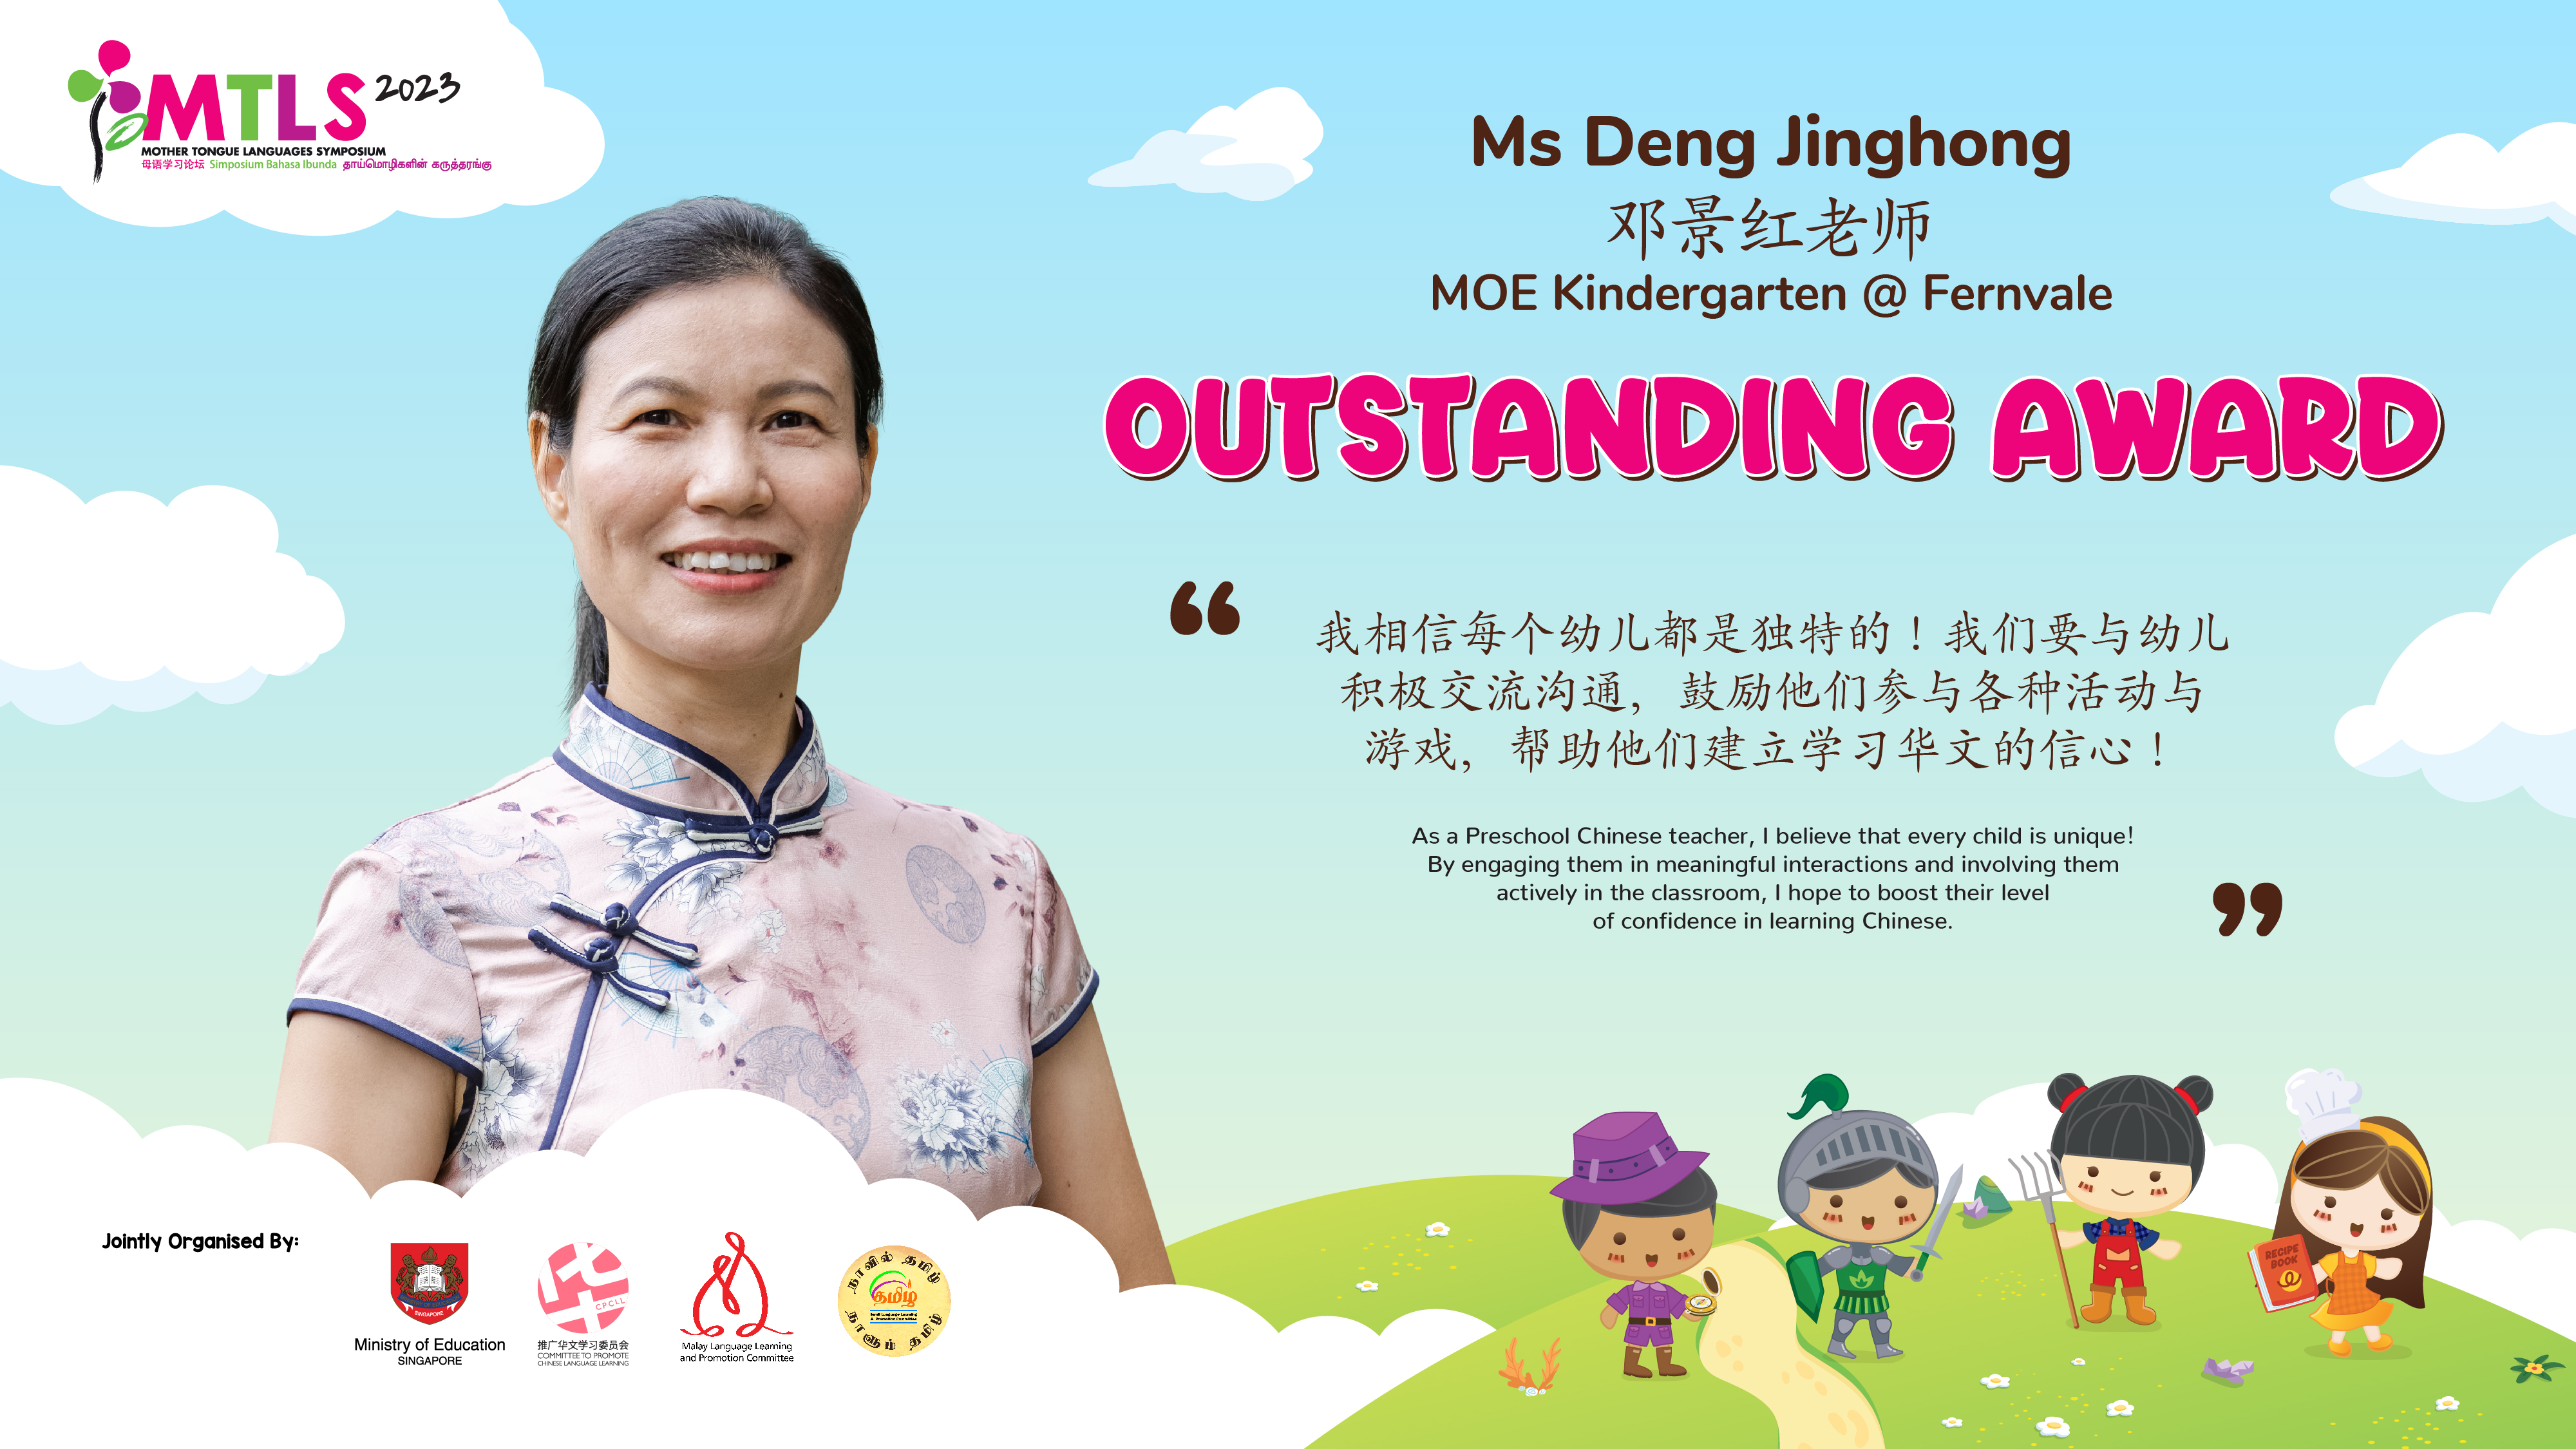 MTLS 2023
MOTHER TONGUE LANGUAGES SYMPOSIUM
母语学习论坛 Simposium Bahasa Ibunda தாய்மொழிகளின் கருத்தரங்கு
Ms Deng Jinghong
邓景红老师
MOE Kindergarten @ Fernvale
OUTSTANDING AWARD
“
我相信每个幼儿都是独特的！我们要与幼儿
积极交流沟通，鼓励他们参与各种活动与
游戏，帮助他们建立学习华文的信心！
As a Preschool Chinese teacher, I believe that every child is unique!
By engaging them in meaningful interactions and involving them
actively in the classroom, I hope to boost their level
of confidence in learning Chinese.
”
Jointly Organised By:
SINGAPORE
Ministry of Education
SINGAPORE
CPCLL
推广华文学习委员会
COMMITTEE TO PROMOTE
CHINESE LANGUAGE LEARNING
Malay Language Learning
and Promotion Committee
நாவில் தமிழ்
தமிழ்
Tamil Language Learning
& Promotion Committee
நாளும் தமிழ்
RECIPE
BOOK